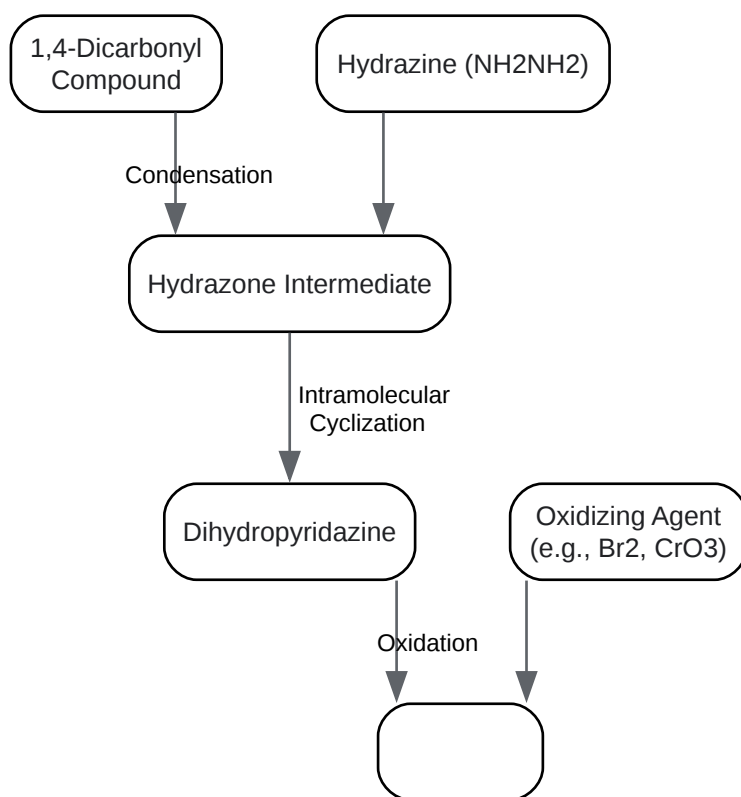 1,4-Dicarbonyl
Compound
Hydrazine (NH2NH2)
Condensation
Hydrazone Intermediate
Intramolecular
Cyclization
Dihydropyridazine
Oxidizing Agent
(e.g., Br2, CrO3)
Oxidation